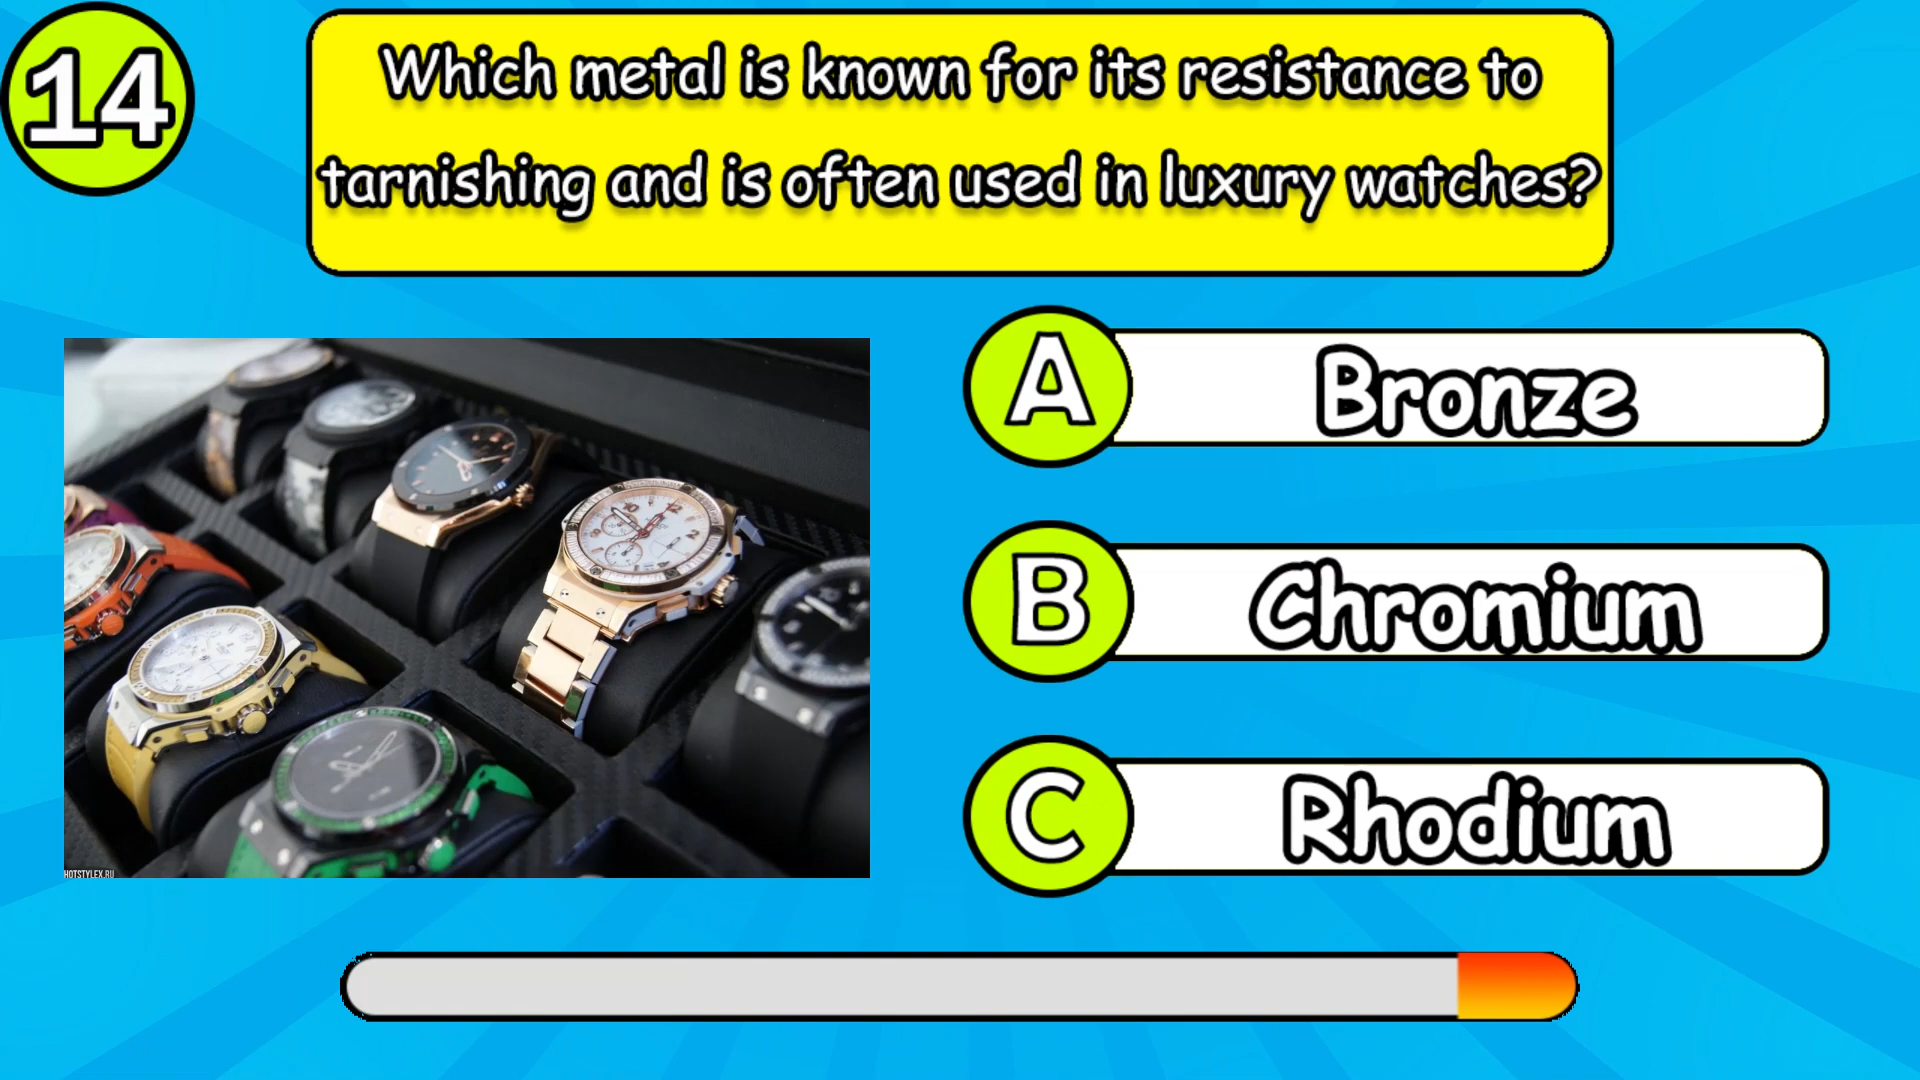 14
Which metal is known for its resistance to
tarnishing and is often used in luxury watches?
A
Bronze
B
Chromium
C
Rhodium
HOTSTYLEX.RU